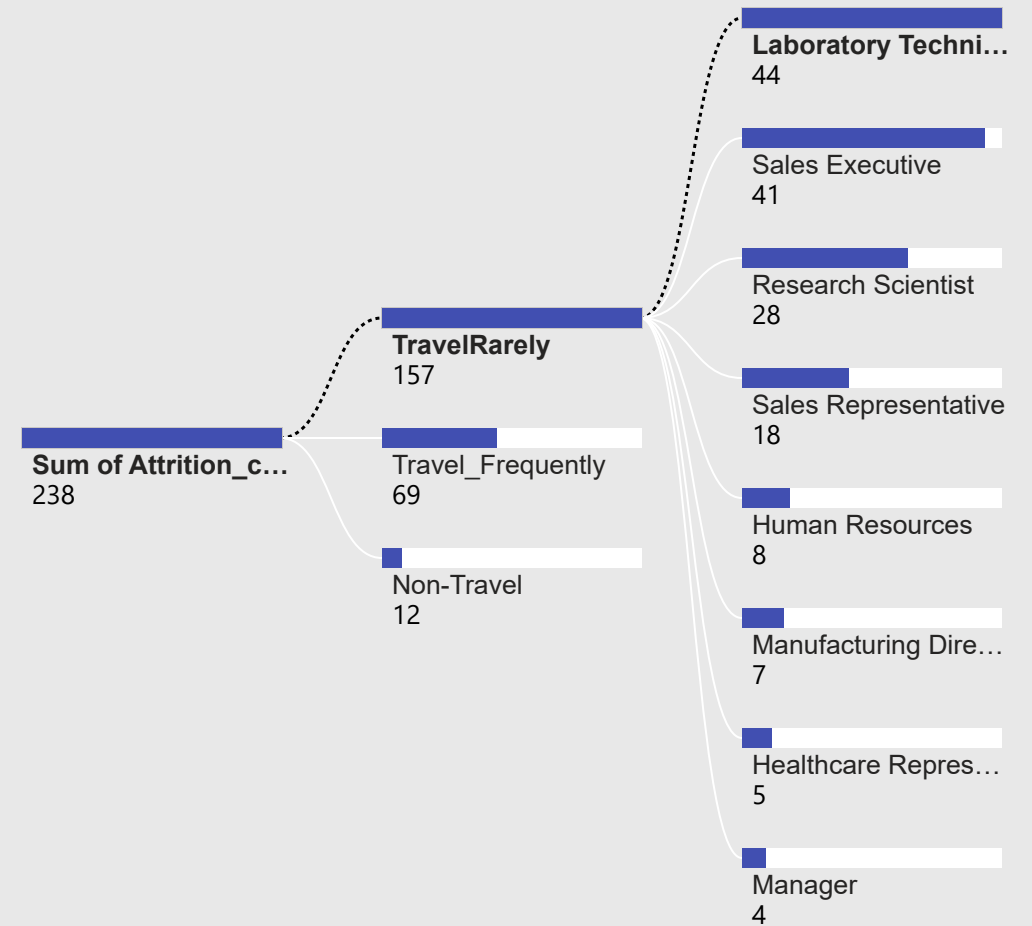 Sum of Attrition_c…
238
TravelRarely
157
Travel_Frequently
69
Non-Travel
12
Laboratory Techni…
44
Sales Executive
41
Research Scientist
28
Sales Representative
18
Human Resources
8
Manufacturing Dire…
7
Healthcare Repres…
5
Manager
4